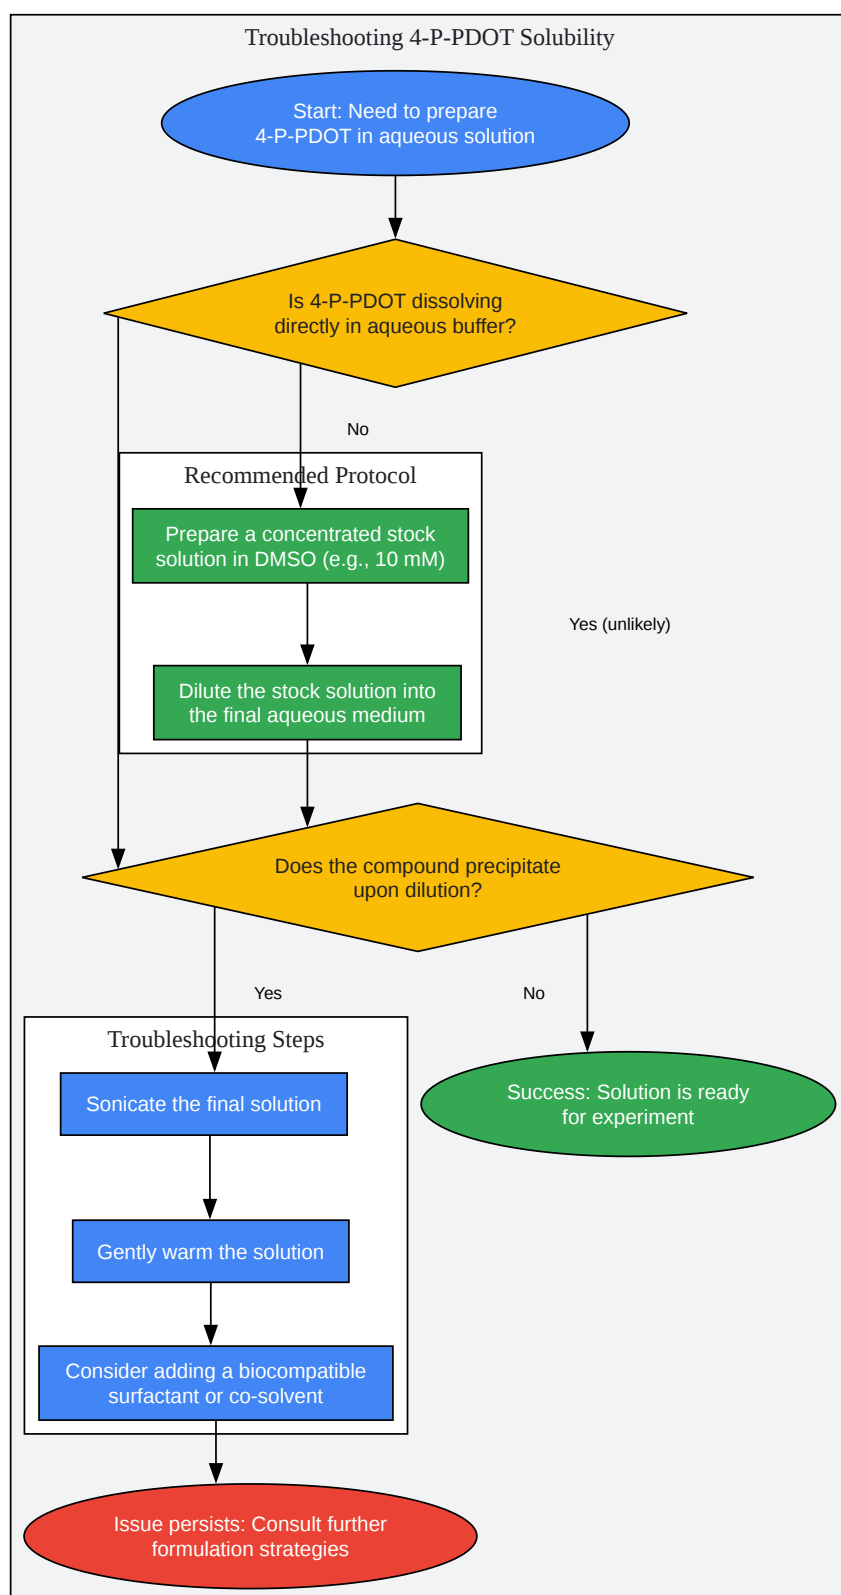 Troubleshooting 4-P-PDOT Solubility
Start: Need to prepare
4-P-PDOT in aqueous solution
Is 4-P-PDOT dissolving
directly in aqueous buffer?
No
Recommended Protocol
Prepare a concentrated stock
solution in DMSO (e.g., 10 mM)
Yes (unlikely)
Dilute the stock solution into
the final aqueous medium
Does the compound precipitate
upon dilution?
Yes
No
Troubleshooting Steps
Sonicate the final solution
Success: Solution is ready
for experiment
Gently warm the solution
Consider adding a biocompatible
surfactant or co-solvent
Issue persists: Consult further
formulation strategies